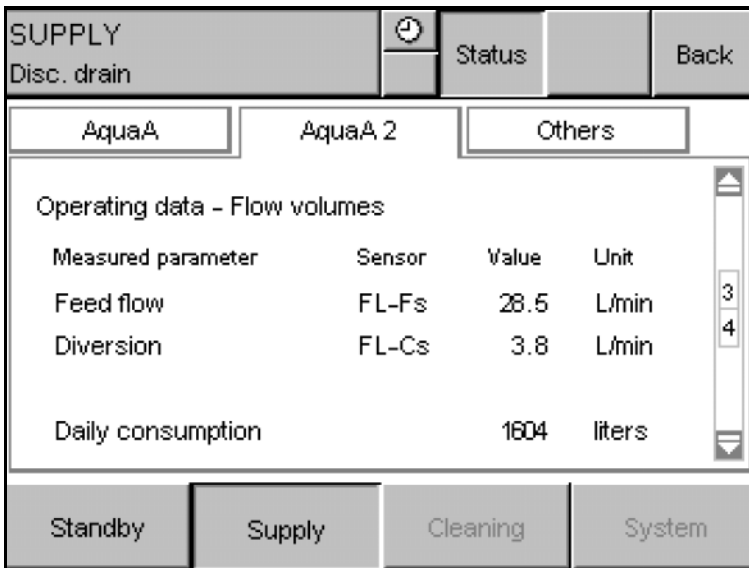 SUPPLY
Disc. drain
Status
Back
AquaA
AquaA 2
Others
Operating data - Flow volumes
Measured parameter Sensor Value Unit
Feed flow FL-Fs 28.5 L/min
Diversion FL-Cs 3.8 L/min
Daily consumption 1604 liters
3
4
Standby
Supply
Cleaning
System